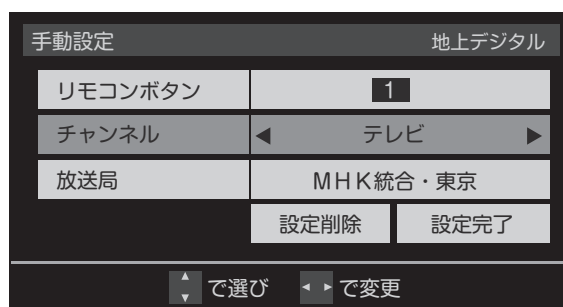 手動設定 地上デジタル
リモコンボタン 1
チャンネル テレビ
放送局 MHK統合・東京
設定削除 設定完了
で選び で変更